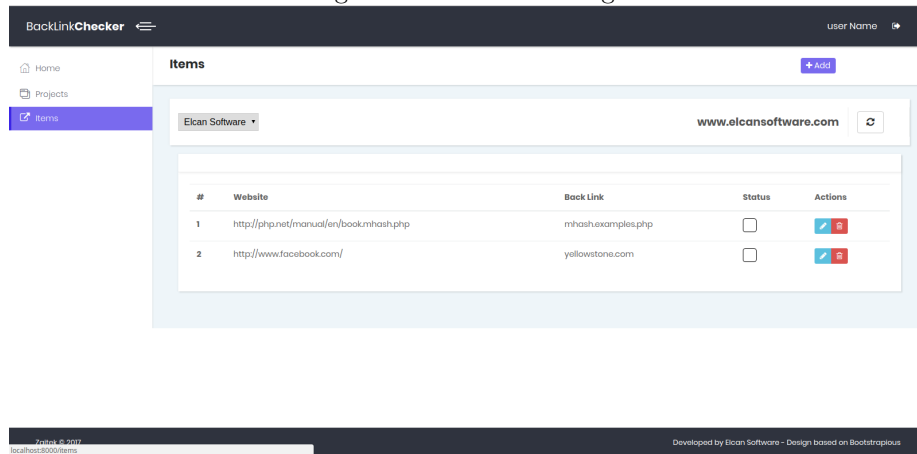 BackLinkChecker
user Name
Home
Items
+ Add
Projects
Items
Elcan Software
www.elcansoftware.com
# Website Back Link Status Actions
1 http://php.net/manual/en/book.mhash.php mhash.examples.php
2 http://www.facebook.com/ yellowstone.com
Zaitek © 2017
Developed by Elcan Software - Design based on Bootstrapious
localhost:8000/items